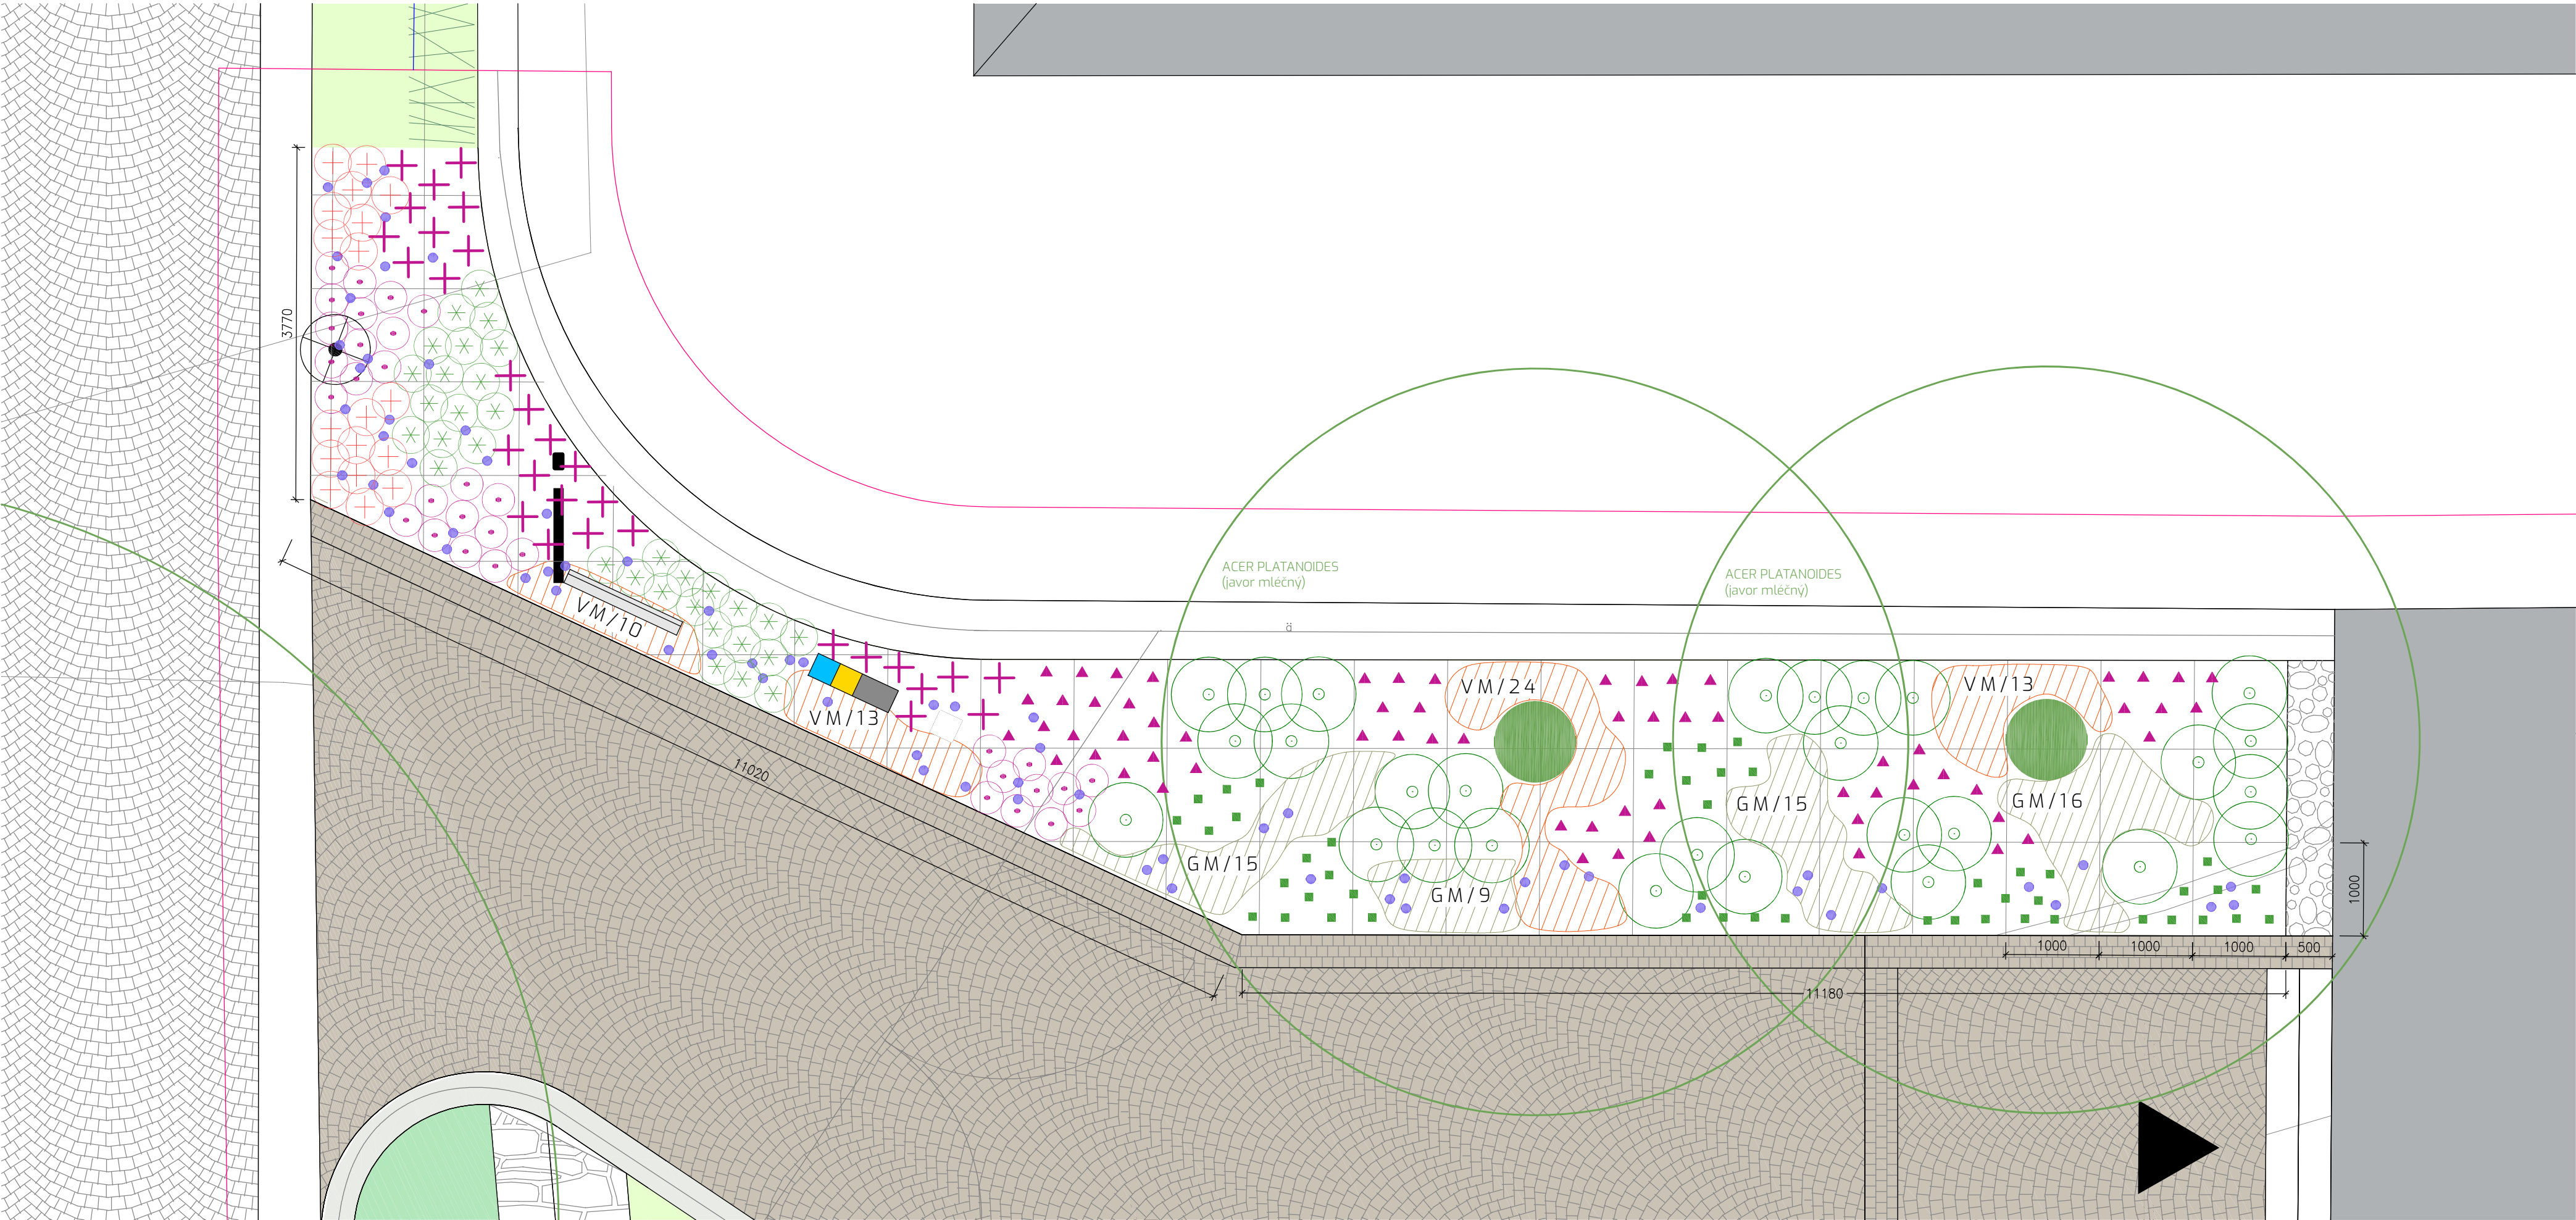 3770
ACER PLATANOIDES
(javor mléčný)
ACER PLATANOIDES
(javor mléčný)
VM/10
ä
VM/13
VM/24
VM/13
11020
GM/15
GM/9
GM/15
GM/16
1000
1000
1000
1000
500
11180